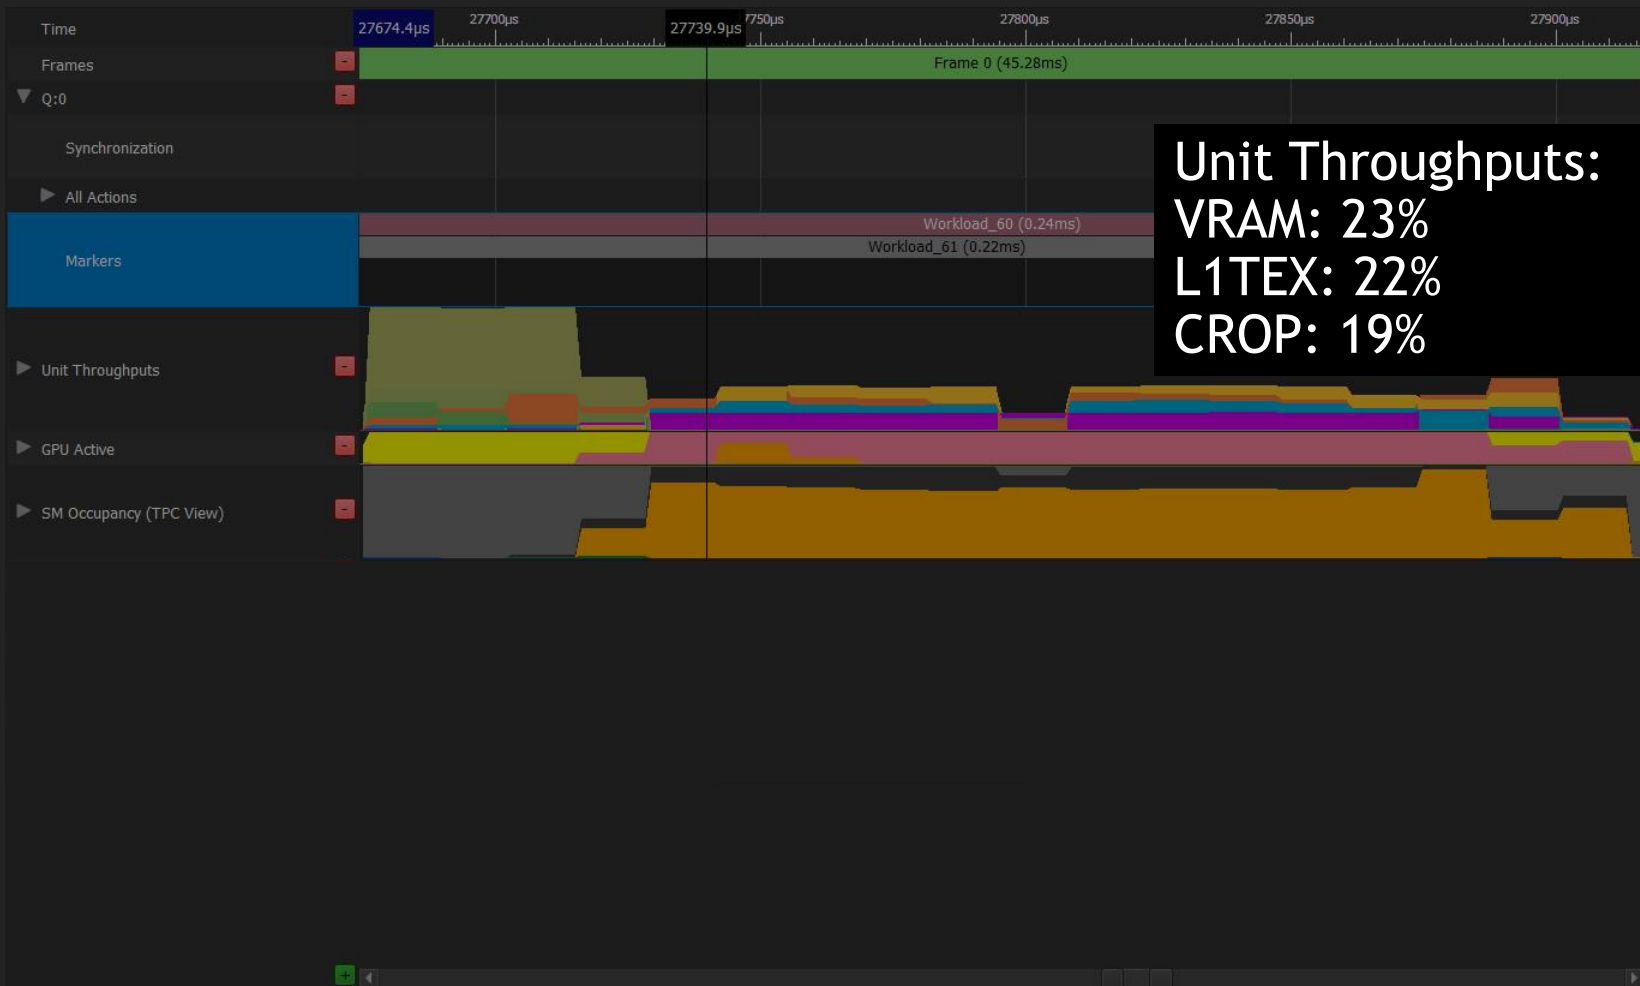 Time
27674.4µs
27700µs
27739.9µs
7750µs
27800µs
27850µs
27900µs
Frames
Frame 0 (45.28ms)
Q:0
Synchronization
All Actions
Markers
Workload_60 (0.24ms)
Workload_61 (0.22ms)
Unit Throughputs:
VRAM: 23%
L1TEX: 22%
CROP: 19%
Unit Throughputs
GPU Active
SM Occupancy (TPC View)